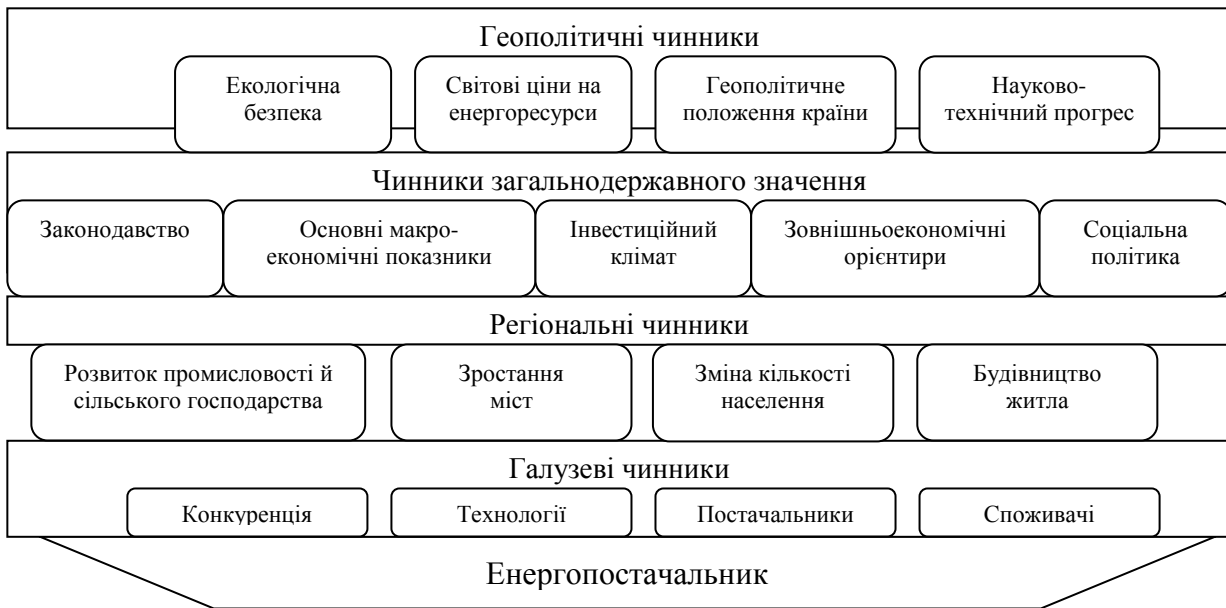 Геополітичні чинники
Екологічна
безпека
Світові ціни на
енергоресурси
Геополітичне
положення країни
Науково-
технічний прогрес
Чинники загальнодержавного значення
Законодавство
Основні макро-
економічні показники
Інвестиційний
клімат
Зовнішньоекономічні
орієнтири
Соціальна
політика
Регіональні чинники
Розвиток промисловості й
сільського господарства
Зростання
міст
Зміна кількості
населення
Будівництво
житла
Галузеві чинники
Конкуренція
Технології
Постачальники
Споживачі
Енергопостачальник